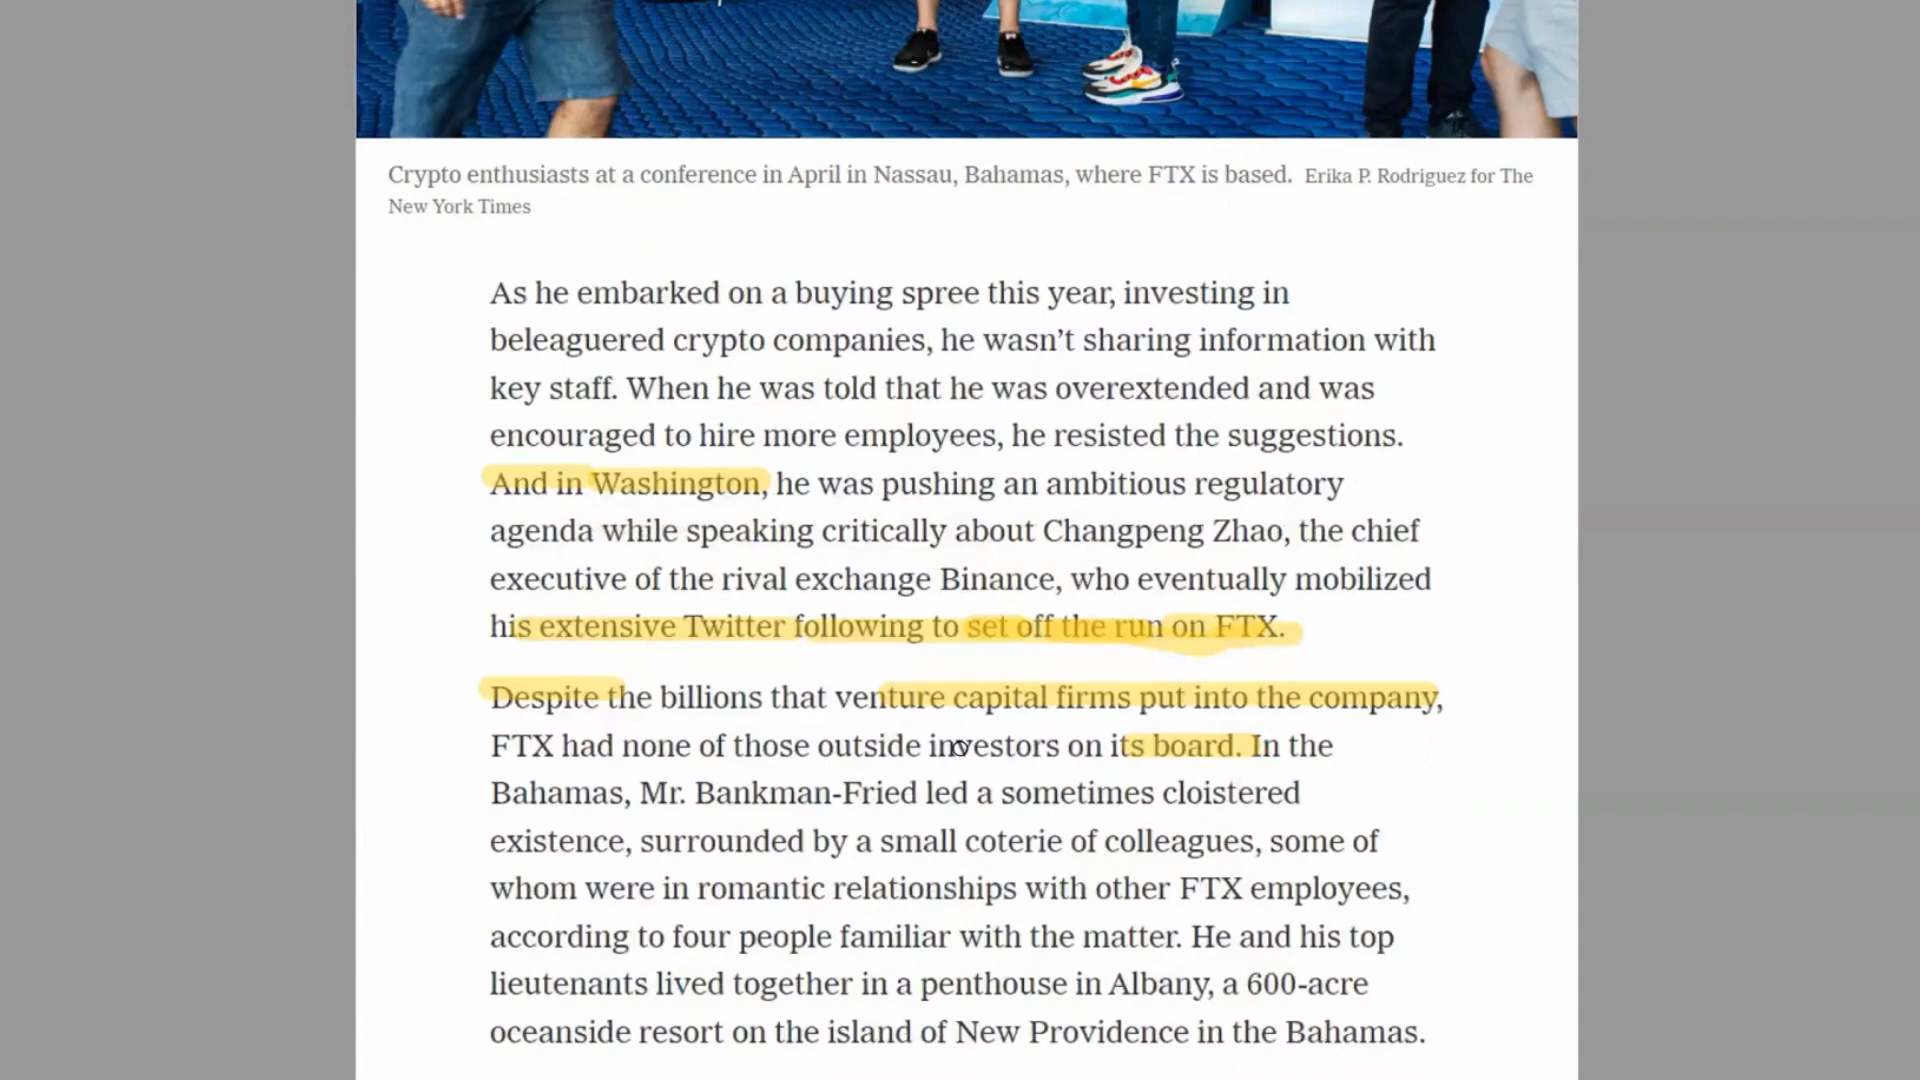 Crypto enthusiasts at a conference in April in Nassau, Bahamas, where FTX is based. Erika P. Rodriguez for The
New York Times
As he embarked on a buying spree this year, investing in
beleaguered crypto companies, he wasn’t sharing information with
key staff. When he was told that he was overextended and was
encouraged to hire more employees, he resisted the suggestions.
And in Washington, he was pushing an ambitious regulatory
agenda while speaking critically about Changpeng Zhao, the chief
executive of the rival exchange Binance, who eventually mobilized
his extensive Twitter following to set off the run on FTX.
Despite the billions that venture capital firms put into the company,
FTX had none of those outside investors on its board. In the
Bahamas, Mr. Bankman-Fried led a sometimes cloistered
existence, surrounded by a small coterie of colleagues, some of
whom were in romantic relationships with other FTX employees,
according to four people familiar with the matter. He and his top
lieutenants lived together in a penthouse in Albany, a 600-acre
oceanside resort on the island of New Providence in the Bahamas.